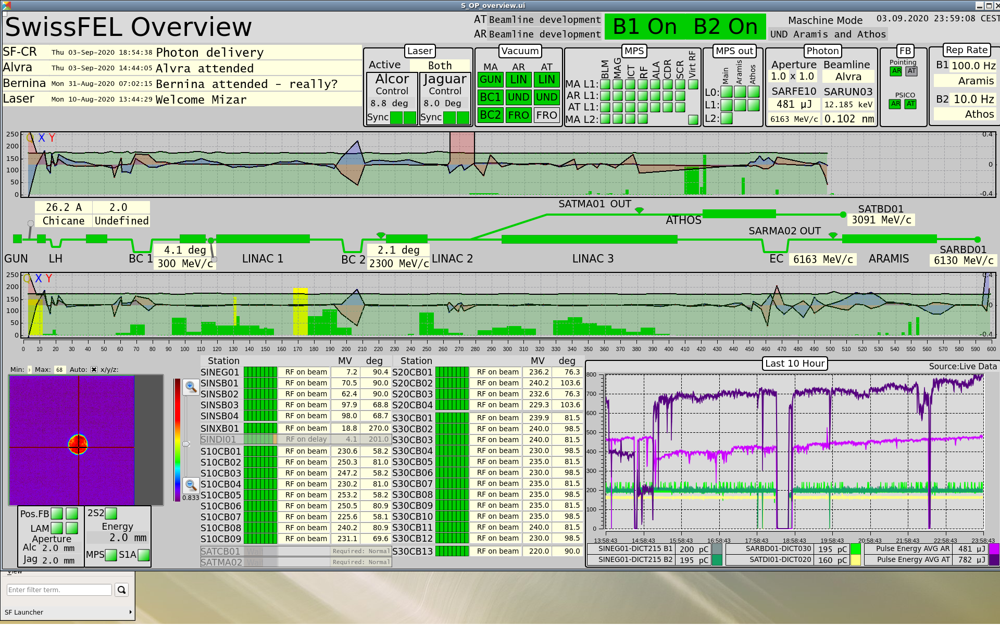 S_OP_overview.ui
SwissFEL Overview
AT Beamline development
AR Beamline development
B1 On B2 On
Maschine Mode
UND Aramis and Athos
03.09.2020 23:59:08 CEST
SF-CR Thu 03-Sep-2020 18:54:38 Photon delivery
Alvra Thu 03-Sep-2020 14:44:05 Alvra attended
Bernina Mon 31-Aug-2020 07:02:15 Bernina attended - really?
Laser Mon 10-Aug-2020 13:44:29 Welcome Mizar
Laser
Active Both
Alcor Jaguar
Control Control
8.8 deg 8.0 Deg
Sync Sync
Vacuum
MA AR AT
GUN LIN LIN
BC1 UND UND
BC2 FRO FRO
MPS
BLM MAG ICT RF ALA CDR SCR Virt RF
MA L1:
AR L1:
AT L1:
MA L2:
MPS out
Main Aramis Athos
L0:
L1:
L2:
Photon
Aperture Beamline
1.0 x 1.0 Alvra
SARFE10 SARUN03
481 µJ 12.185 keV
6163 MeV/c 0.102 nm
FB
Pointing
AR AT
PSICO
AR AT
Rep Rate
B1 100.0 Hz
Aramis
B2 10.0 Hz
Athos
250 Q X Y 0.4
200
150
100 0
50
0 -0.4
26.2 A 2.0
Chicane Undefined
SATMA01 OUT
ATHOS
SATBD01
3091 MeV/c
SARMA02 OUT
GUN LH BC 1 4.1 deg LINAC 1 BC 2 2.1 deg LINAC 2 LINAC 3 EC 6163 MeV/c ARAMIS SARBD01
300 MeV/c 2300 MeV/c 6130 MeV/c
250 Q X Y 0.4
200
150
100 0
50
0 -0.4
0 10 20 30 40 50 60 70 80 90 100 110 120 130 140 150 160 170 180 190 200 210 220 230 240 250 260 270 280 290 300 310 320 330 340 350 360 370 380 390 400 410 420 430 440 450 460 470 480 490 500 510 520 530 540 550 560 570 580 590 600
Min: Max: 68 Auto: x/y/z:
0.833
Pos.FB
LAM
Aperture
Alc 2.0 mm
Jag 2.0 mm
2S2
Energy
2.0 mm
MPS S1A
Station MV deg
SINEG01 RF on beam 7.2 90.4
SINSB01 RF on beam 70.5 90.0
SINSB02 RF on beam 62.4 90.0
SINSB03 RF on beam 97.9 68.8
SINSB04 RF on beam 98.0 68.7
SINXB01 RF on beam 18.8 270.0
SINDI01 RF on delay 4.1 201.0
S10CB01 RF on beam 230.6 58.2
S10CB02 RF on beam 250.3 81.0
S10CB03 RF on beam 247.2 58.2
S10CB04 RF on beam 230.2 81.0
S10CB05 RF on beam 253.2 58.2
S10CB06 RF on beam 250.5 80.9
S10CB07 RF on beam 225.6 58.1
S10CB08 RF on beam 240.2 80.9
S10CB09 RF on beam 231.1 69.6
SATCB01 Wait Required: Normal
SATMA02 Wait Required: Normal
Station MV deg
S20CB01 RF on beam 236.2 76.3
S20CB02 RF on beam 240.2 103.6
S20CB03 RF on beam 232.6 76.3
S20CB04 RF on beam 229.3 103.6
S30CB01 RF on beam 239.9 81.5
S30CB02 RF on beam 240.0 98.5
S30CB03 RF on beam 240.0 81.5
S30CB04 RF on beam 230.0 98.5
S30CB05 RF on beam 235.0 81.5
S30CB06 RF on beam 230.0 98.5
S30CB07 RF on beam 235.0 81.5
S30CB08 RF on beam 235.0 98.5
S30CB09 RF on beam 235.0 81.5
S30CB10 RF on beam 235.0 98.5
S30CB11 RF on beam 240.0 81.5
S30CB12 RF on beam 230.0 98.5
S30CB13 RF on beam 220.0 90.0
Last 10 Hour
Source:Live Data
800
700
600
500
400
300
200
100
0
13:58:43 14:58:43 15:58:43 16:58:43 17:58:43 18:58:43 19:58:43 20:58:43 21:58:43 22:58:43 23:58:43
SINEG01-DICT215 B1 200 pC SARBD01-DICT030 195 pC Pulse Energy AVG AR 481 µJ
SINEG01-DICT215 B2 195 pC SATDI01-DICT020 160 pC Pulse Energy AVG AT 782 µJ
View
Enter filter term.
SF Launcher